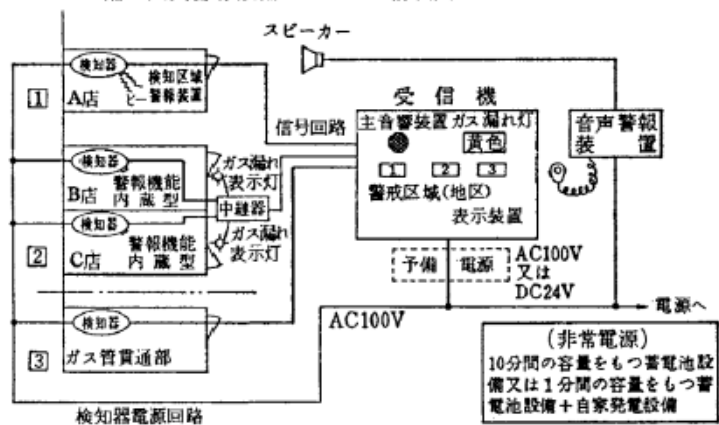 スピーカー
検知器
検知区域
警報装置
ピー
1
A店
信号回路
受信機
主音響装置 ガス漏れ灯
黄色
1 2 3
警戒区域(地区)
表示装置
音声警報
装置
検知器
警報機能
内蔵型
B店
ガス漏れ
表示灯
中継器
検知器
警報機能
内蔵型
2
C店
ガス漏れ
表示灯
予備 電源
AC100V
又は
DC24V
AC100V
電源へ
検知器
3
ガス管貫通部
検知器電源回路
(非常電源)
10分間の容量をもつ蓄電池設
備又は1分間の容量をもつ蓄
電池設備+自家発電設備